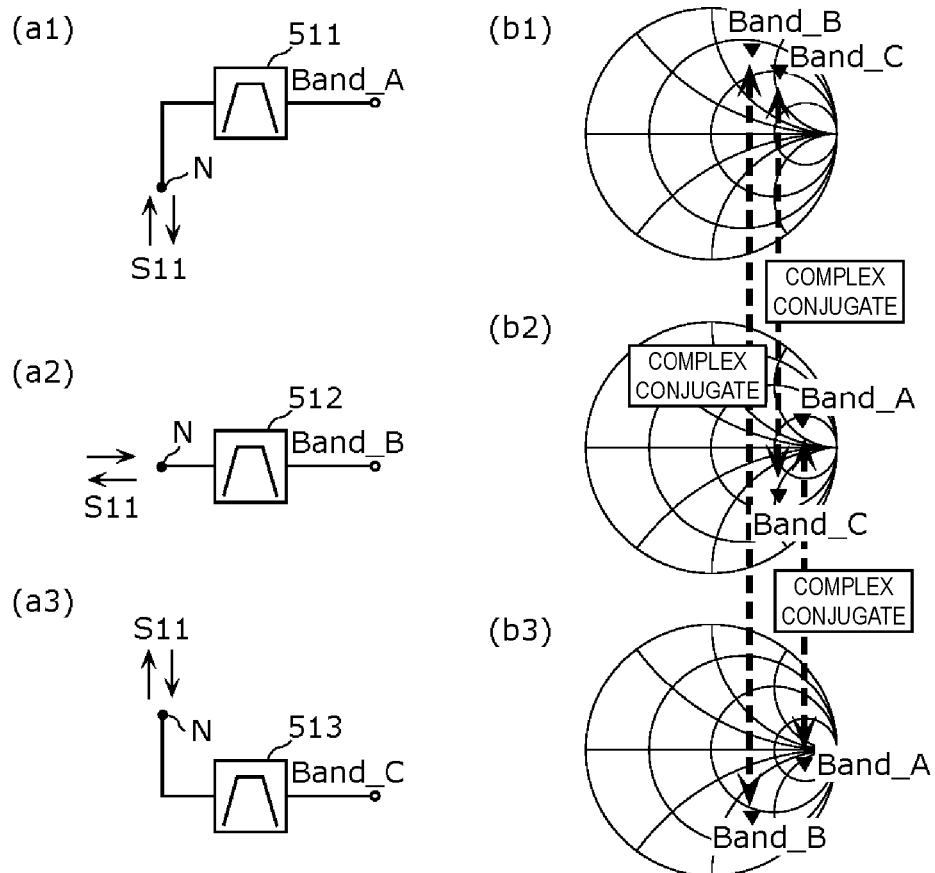 (a1)
511
Band_A
N
S11
(b1)
Band_B
Band_C
COMPLEX
CONJUGATE
(a2)
512
N
Band_B
S11
(b2)
COMPLEX
CONJUGATE
Band_A
Band_C
COMPLEX
CONJUGATE
(a3)
S11
N
513
Band_C
(b3)
Band_A
Band_B